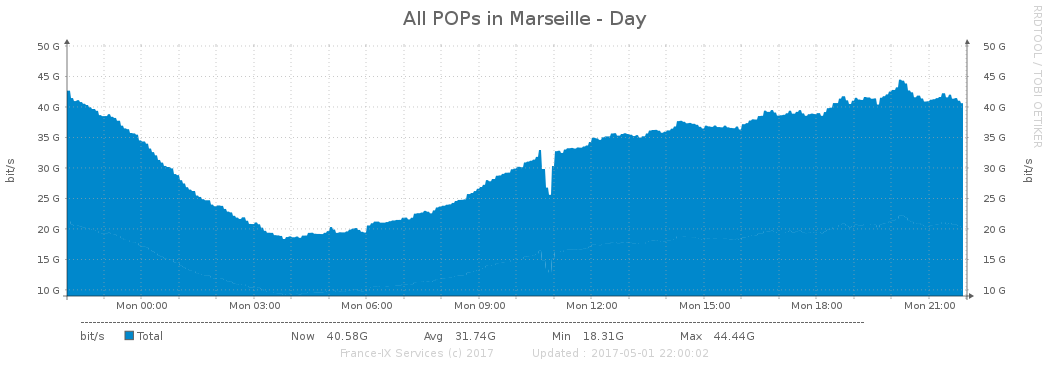 All POPs in Marseille - Day
RRDTOOL / TOBI OETIKER
50 G 50 G
45 G 45 G
40 G 40 G
35 G 35 G
30 G 30 G
25 G 25 G
20 G 20 G
15 G 15 G
10 G 10 G
bit/s
bit/s
Mon 00:00 Mon 03:00 Mon 06:00 Mon 09:00 Mon 12:00 Mon 15:00 Mon 18:00 Mon 21:00
bit/s Total Now 40.58G Avg 31.74G Min 18.31G Max 44.44G
France-IX Services (c) 2017 Updated : 2017-05-01 22:00:02